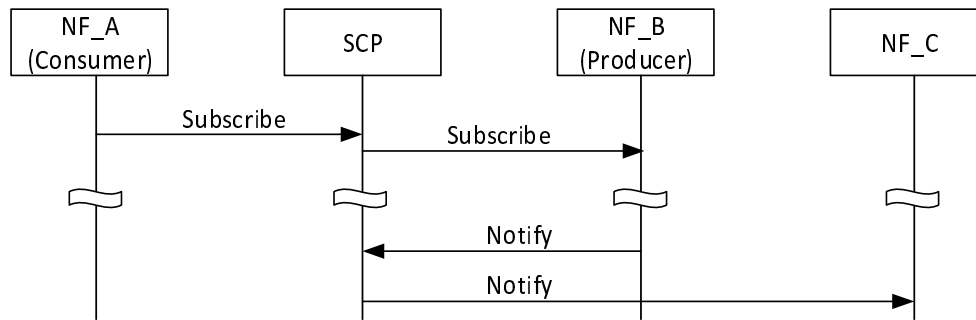 NF_A
(Consumer)
SCP
NF_B
(Producer)
NF_C
Subscribe
Subscribe
Notify
Notify